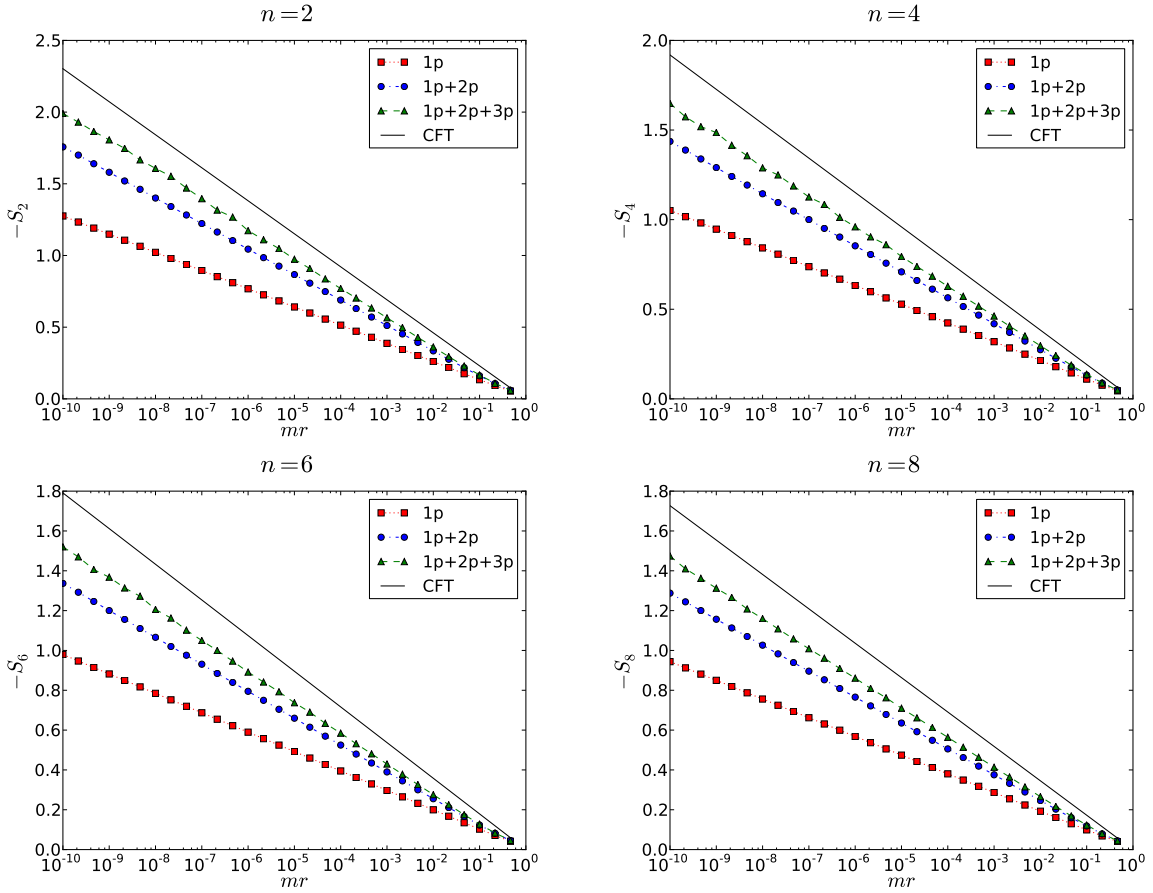 n=2
2.5
2.0
1.5
1.0
0.5
0.0
−S₂
10⁻¹⁰ 10⁻⁹ 10⁻⁸ 10⁻⁷ 10⁻⁶ 10⁻⁵ 10⁻⁴ 10⁻³ 10⁻² 10⁻¹ 10⁰
mr
1p
1p+2p
1p+2p+3p
CFT
n=4
2.0
1.5
1.0
0.5
0.0
−S₄
10⁻¹⁰ 10⁻⁹ 10⁻⁸ 10⁻⁷ 10⁻⁶ 10⁻⁵ 10⁻⁴ 10⁻³ 10⁻² 10⁻¹ 10⁰
mr
1p
1p+2p
1p+2p+3p
CFT
n=6
1.8
1.6
1.4
1.2
1.0
0.8
0.6
0.4
0.2
0.0
−S₆
10⁻¹⁰ 10⁻⁹ 10⁻⁸ 10⁻⁷ 10⁻⁶ 10⁻⁵ 10⁻⁴ 10⁻³ 10⁻² 10⁻¹ 10⁰
mr
1p
1p+2p
1p+2p+3p
CFT
n=8
1.8
1.6
1.4
1.2
1.0
0.8
0.6
0.4
0.2
0.0
−S₈
10⁻¹⁰ 10⁻⁹ 10⁻⁸ 10⁻⁷ 10⁻⁶ 10⁻⁵ 10⁻⁴ 10⁻³ 10⁻² 10⁻¹ 10⁰
mr
1p
1p+2p
1p+2p+3p
CFT